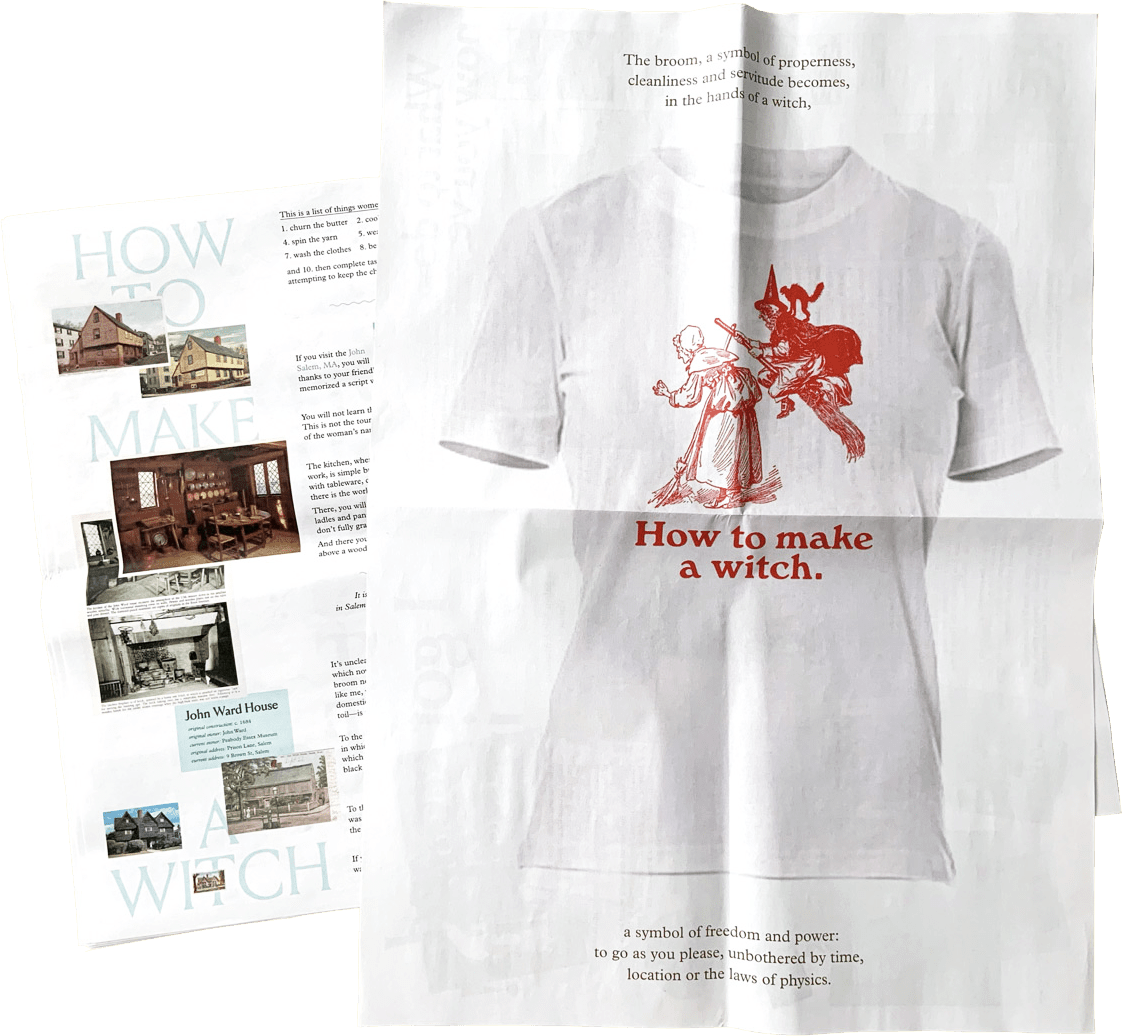 HOW
TO
MAKE
A
WITCH
This is a list of things wome
1. churn the butter 2. coo
4. spin the yarn 5. we
7. wash the clothes 8. be
and 10. then complete tas
attempting to keep the ch
If you visit the John
Salem, MA, you will
thanks to your friend
memorized a script w
You will not learn th
This is not the tour
of the woman's na
The kitchen, whe
work, is simple b
with tableware,
there is the worl
There, you will
ladles and pan
don't fully gra
And there you
above a wood
It is
in Salem
It's unclea
which no
broom n
like me,
domesti
toil—is
To the
in whi
which
black
To th
was
the
If
wa
John Ward House
original construction: c. 1684
original owner: John Ward
current owner: Peabody Essex Museum
original address: Prison Lane, Salem
current address: 9 Brown St, Salem
The broom, a symbol of properness,
cleanliness and servitude becomes,
in the hands of a witch,
How to make
a witch.
a symbol of freedom and power:
to go as you please, unbothered by time,
location or the laws of physics.